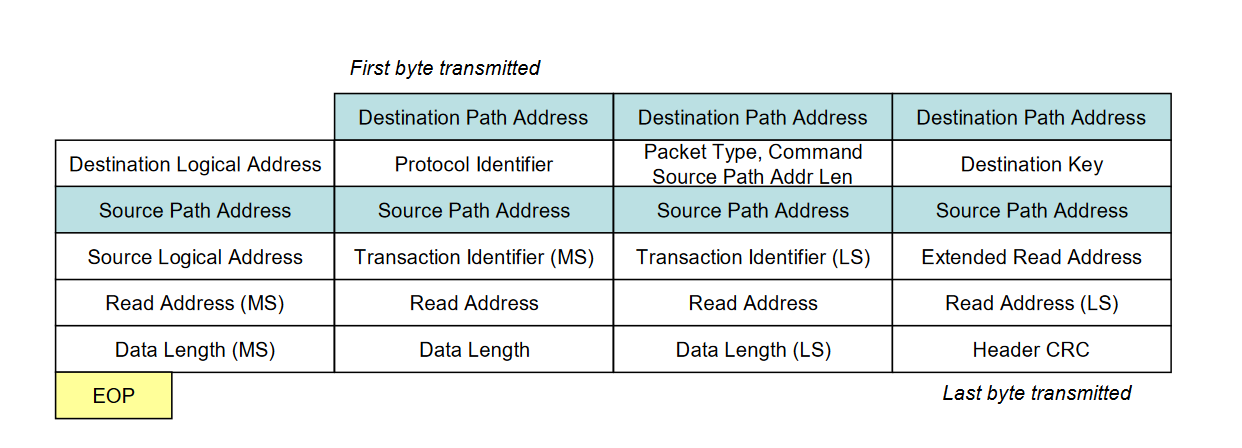 First byte transmitted
Destination Path Address Destination Path Address Destination Path Address
Destination Logical Address Protocol Identifier Packet Type, Command Source Path Addr Len Destination Key
Source Path Address Source Path Address Source Path Address Source Path Address
Source Logical Address Transaction Identifier (MS) Transaction Identifier (LS) Extended Read Address
Read Address (MS) Read Address Read Address Read Address (LS)
Data Length (MS) Data Length Data Length (LS) Header CRC
EOP Last byte transmitted